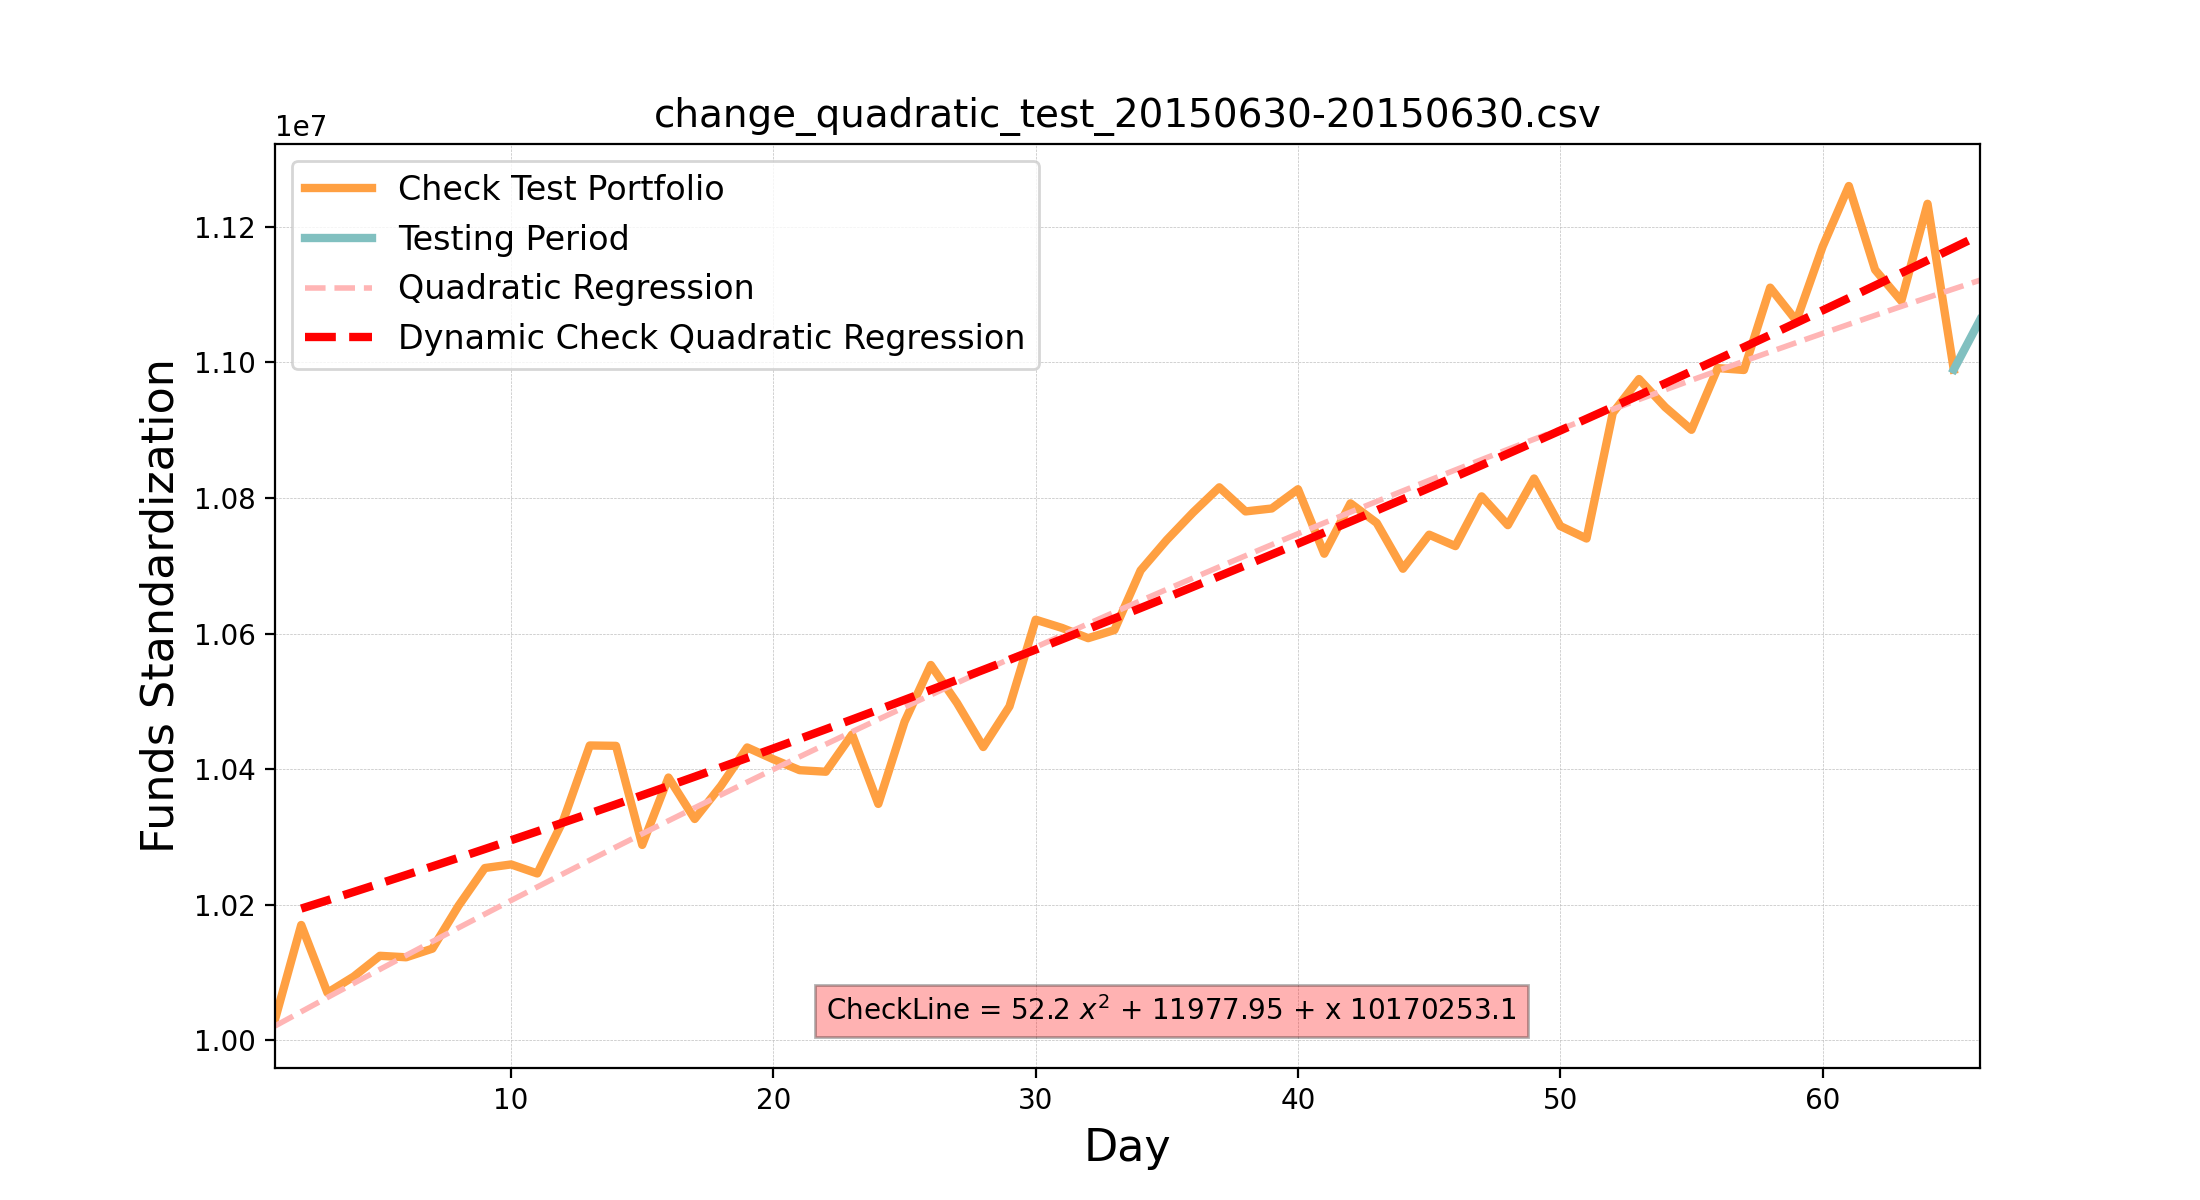 change_quadratic_test_20150630-20150630.csv
1e7
Check Test Portfolio
Testing Period
Quadratic Regression
Dynamic Check Quadratic Regression
1.12
1.10
1.08
1.06
1.04
1.02
1.00
Funds Standardization
CheckLine = 52.2 x² + 11977.95 + x 10170253.1
10 20 30 40 50 60
Day